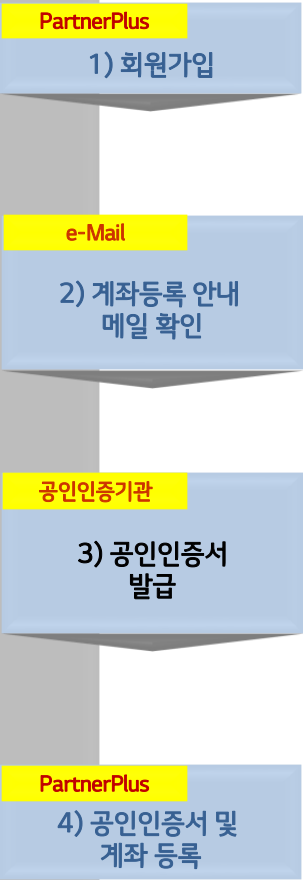 PartnerPlus
1) 회원가입
e-Mail
2) 계좌등록 안내
메일 확인
공인인증기관
3) 공인인증서
발급
PartnerPlus
4) 공인인증서 및
계좌 등록